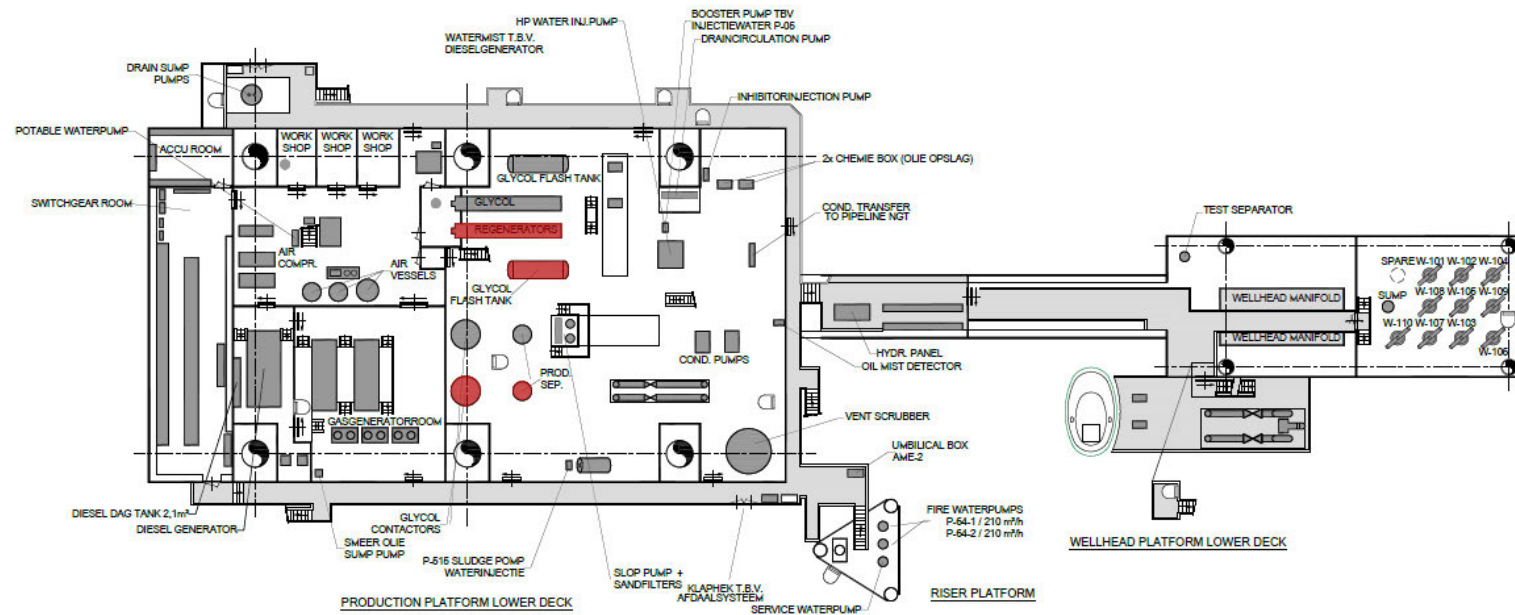 BOOSTER PUMP TBV
INJECTIEWATER P-05
HP WATER INJ.PUMP
DRAINCIRCULATION PUMP
WATERMIST T.B.V.
DIESELGENERATOR
DRAIN SUMP
PUMPS
INHIBITORINJECTION PUMP
POTABLE WATERPUMP
ACCU ROOM
WORK
SHOP
WORK
SHOP
WORK
SHOP
2x CHEMIE BOX (OLIE OPSLAG)
GLYCOL FLASH TANK
SWITCHGEAR ROOM
GLYCOL
REGENERATORS
COND. TRANSFER
TO PIPELINE NGT
TEST SEPARATOR
AIR
COMPR.
AIR
VESSELS
GLYCOL
FLASH TANK
SPARE
W-101
W-102
W-104
WELLHEAD MANIFOLD
SUMP
W-108
W-105
W-109
WELLHEAD MANIFOLD
W-110
W-107
W-103
W-106
HYDR. PANEL
OIL MIST DETECTOR
COND. PUMPS
PROD.
SEP.
GASGENERATORROOM
VENT SCRUBBER
UMBILICAL BOX
AME-2
DIESEL DAG TANK 2,1m³
DIESEL GENERATOR
GLYCOL
CONTACTORS
SMEER OLIE
SUMP PUMP
P-515 SLUDGE POMP
WATERINJECTIE
SLOP PUMP +
SANDFILTERS
KLAPHEK T.B.V.
AFDAALSYSTEEM
FIRE WATERPUMPS
P-64-1 / 210 m³/h
P-64-2 / 210 m³/h
SERVICE WATERPUMP
WELLHEAD PLATFORM LOWER DECK
RISER PLATFORM
PRODUCTION PLATFORM LOWER DECK